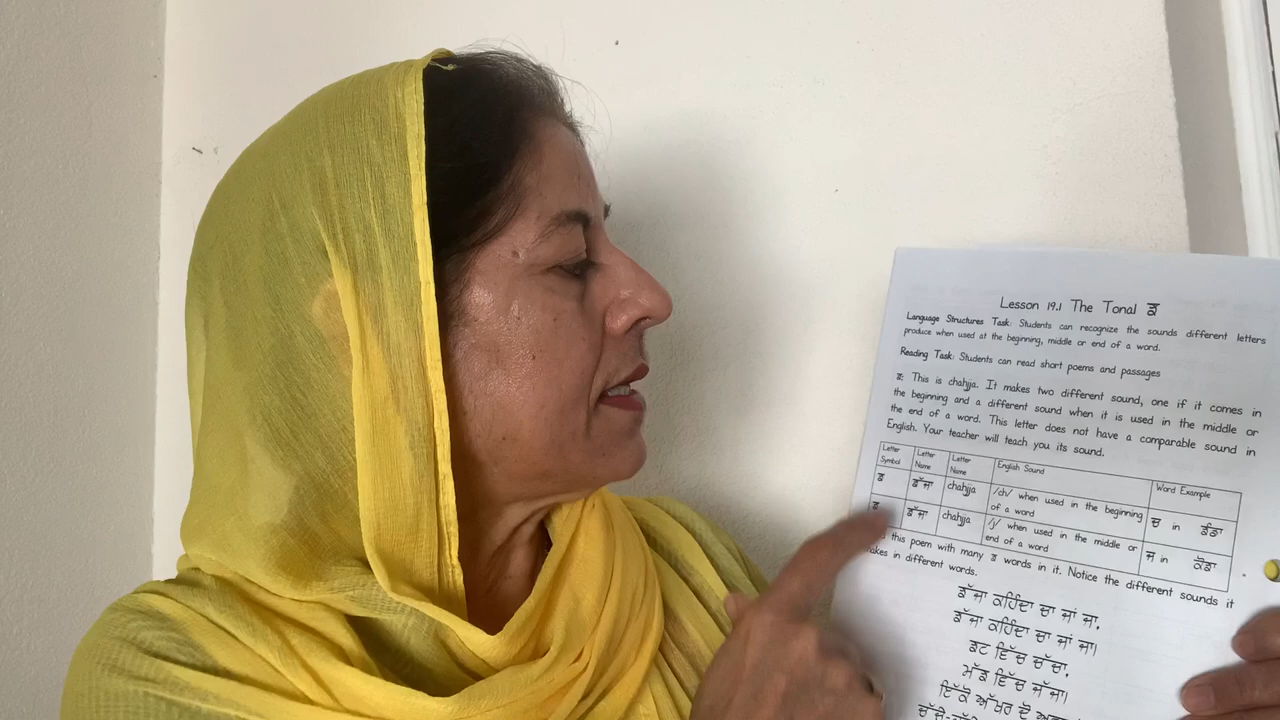 Lesson 19.1 The Tonal ਝ
Language Structures Task: Students can recognize the sounds different letters
produce when used at the beginning, middle or end of a word.
Reading Task: Students can read short poems and passages
ਝ: This is chahjja. It makes two different sound, one if it comes in
the beginning and a different sound when it is used in the middle or
the end of a word. This letter does not have a comparable sound in
English. Your teacher will teach you its sound.
Letter Symbol Letter Name Letter Name English Sound Word Example
ਝ ਝੱਜਾ chahjja /ch/ when used in the beginning of a word ਚ in ਝੰਡਾ
ਝ ਝੱਜਾ chahjja /j/ when used in the middle or end of a word ਜ in ਕੋਝਾ
this poem with many ਝ words in it. Notice the different sounds it
in different words.
ਝੱਜਾ ਕਹਿੰਦਾ ਚਾ ਜਾਂ ਜਾ,
ਝੱਜਾ ਕਹਿੰਦਾ ਚਾ ਜਾਂ ਜਾ।
ਝਟ ਵਿੱਚ ਚੱਚਾ,
ਮੱਝ ਵਿੱਚ ਜੱਜਾ।
ਇੱਕੋ ਅੱਖਰ ਦੋ